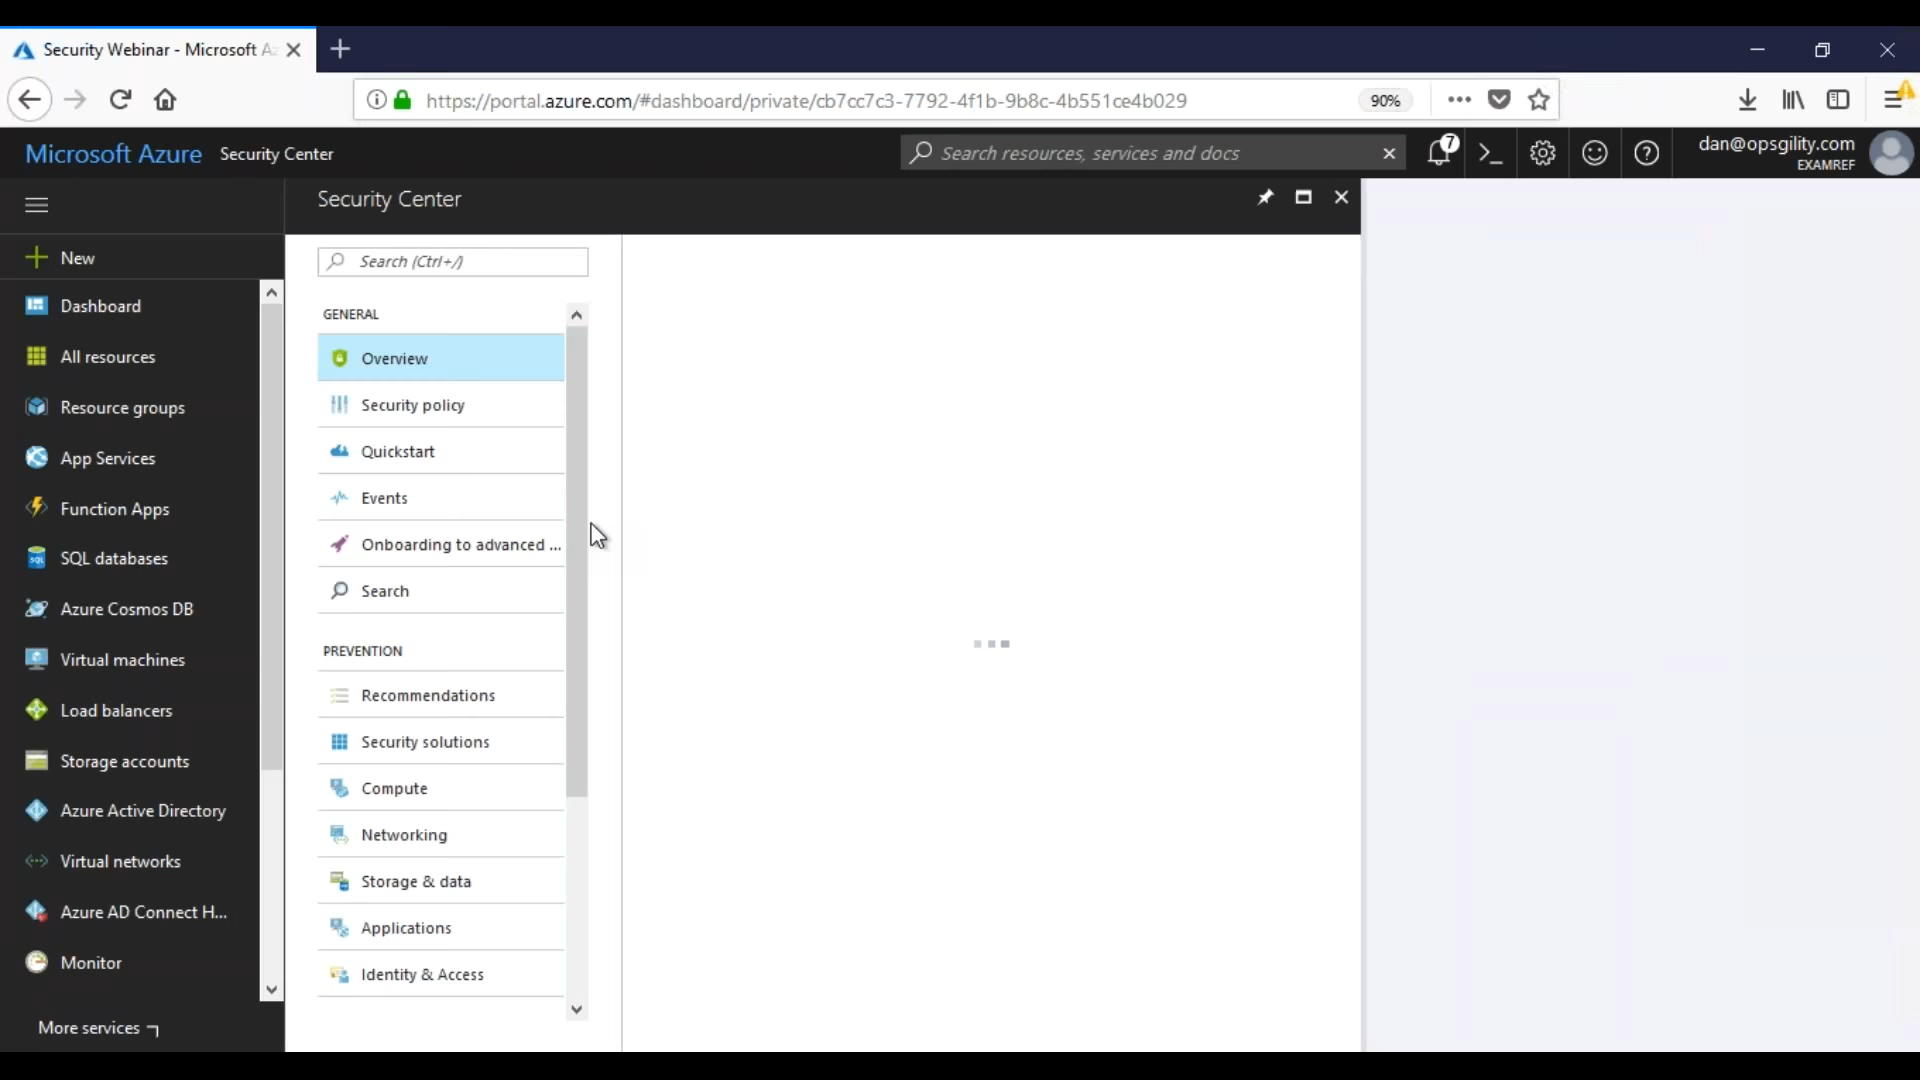 Security Webinar - Microsoft Az
https://portal.azure.com/#dashboard/private/cb7cc7c3-7792-4f1b-9b8c-4b551ce4b029
90%
Microsoft Azure
Security Center
Search resources, services and docs
7
dan@opsgility.com
EXAMREF
Security Center
New
Dashboard
All resources
Resource groups
App Services
Function Apps
SQL databases
Azure Cosmos DB
Virtual machines
Load balancers
Storage accounts
Azure Active Directory
Virtual networks
Azure AD Connect H...
Monitor
More services
Search (Ctrl+/)
GENERAL
Overview
Security policy
Quickstart
Events
Onboarding to advanced ...
Search
PREVENTION
Recommendations
Security solutions
Compute
Networking
Storage & data
Applications
Identity & Access